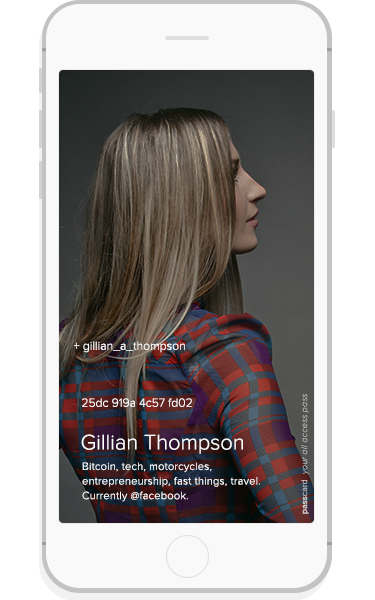 + gillian_a_thompson
25dc 919a 4c57 fd02
Gillian Thompson
Bitcoin, tech, motorcycles,
entrepreneurship, fast things, travel.
Currently @facebook.
passcard your all access pass